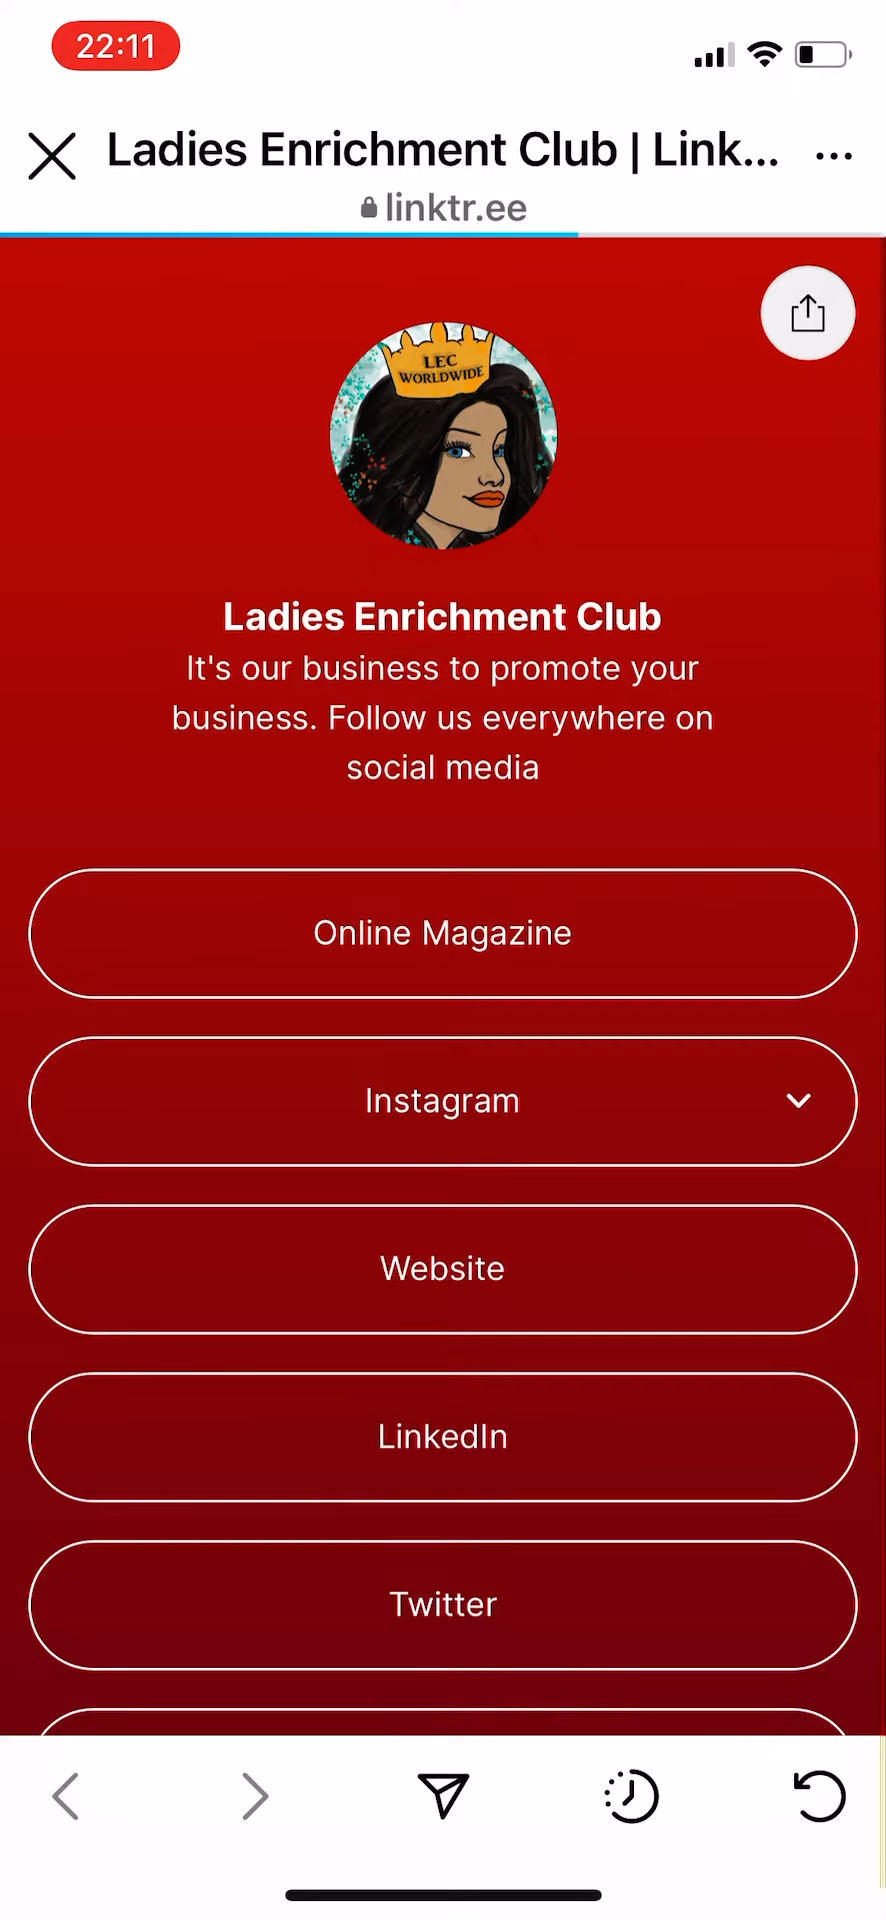 22:11
Ladies Enrichment Club | Link...
linktr.ee
LEC
WORLDWIDE
Ladies Enrichment Club
It's our business to promote your
business. Follow us everywhere on
social media
Online Magazine
Instagram
Website
LinkedIn
Twitter